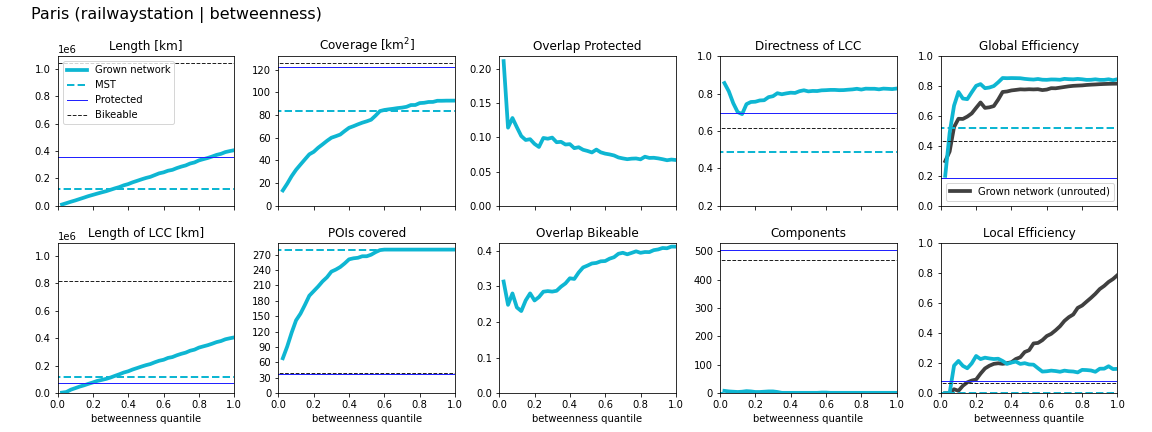 Paris (railwaystation | betweenness)
Length [km]
1e6
1.0
0.8
0.6
0.4
0.2
0.0
Grown network
MST
Protected
Bikeable
Coverage [km²]
120
100
80
60
40
20
0
Overlap Protected
0.20
0.15
0.10
0.05
0.00
Directness of LCC
1.0
0.8
0.6
0.4
0.2
Global Efficiency
1.0
0.8
0.6
0.4
0.2
0.0
Grown network (unrouted)
Length of LCC [km]
1e6
1.0
0.8
0.6
0.4
0.2
0.0
0.0 0.2 0.4 0.6 0.8 1.0
betweenness quantile
POIs covered
270
240
210
180
150
120
90
60
30
0
0.0 0.2 0.4 0.6 0.8 1.0
betweenness quantile
Overlap Bikeable
0.4
0.3
0.2
0.1
0.0
0.0 0.2 0.4 0.6 0.8 1.0
betweenness quantile
Components
500
400
300
200
100
0
0.0 0.2 0.4 0.6 0.8 1.0
betweenness quantile
Local Efficiency
1.0
0.8
0.6
0.4
0.2
0.0
0.0 0.2 0.4 0.6 0.8 1.0
betweenness quantile